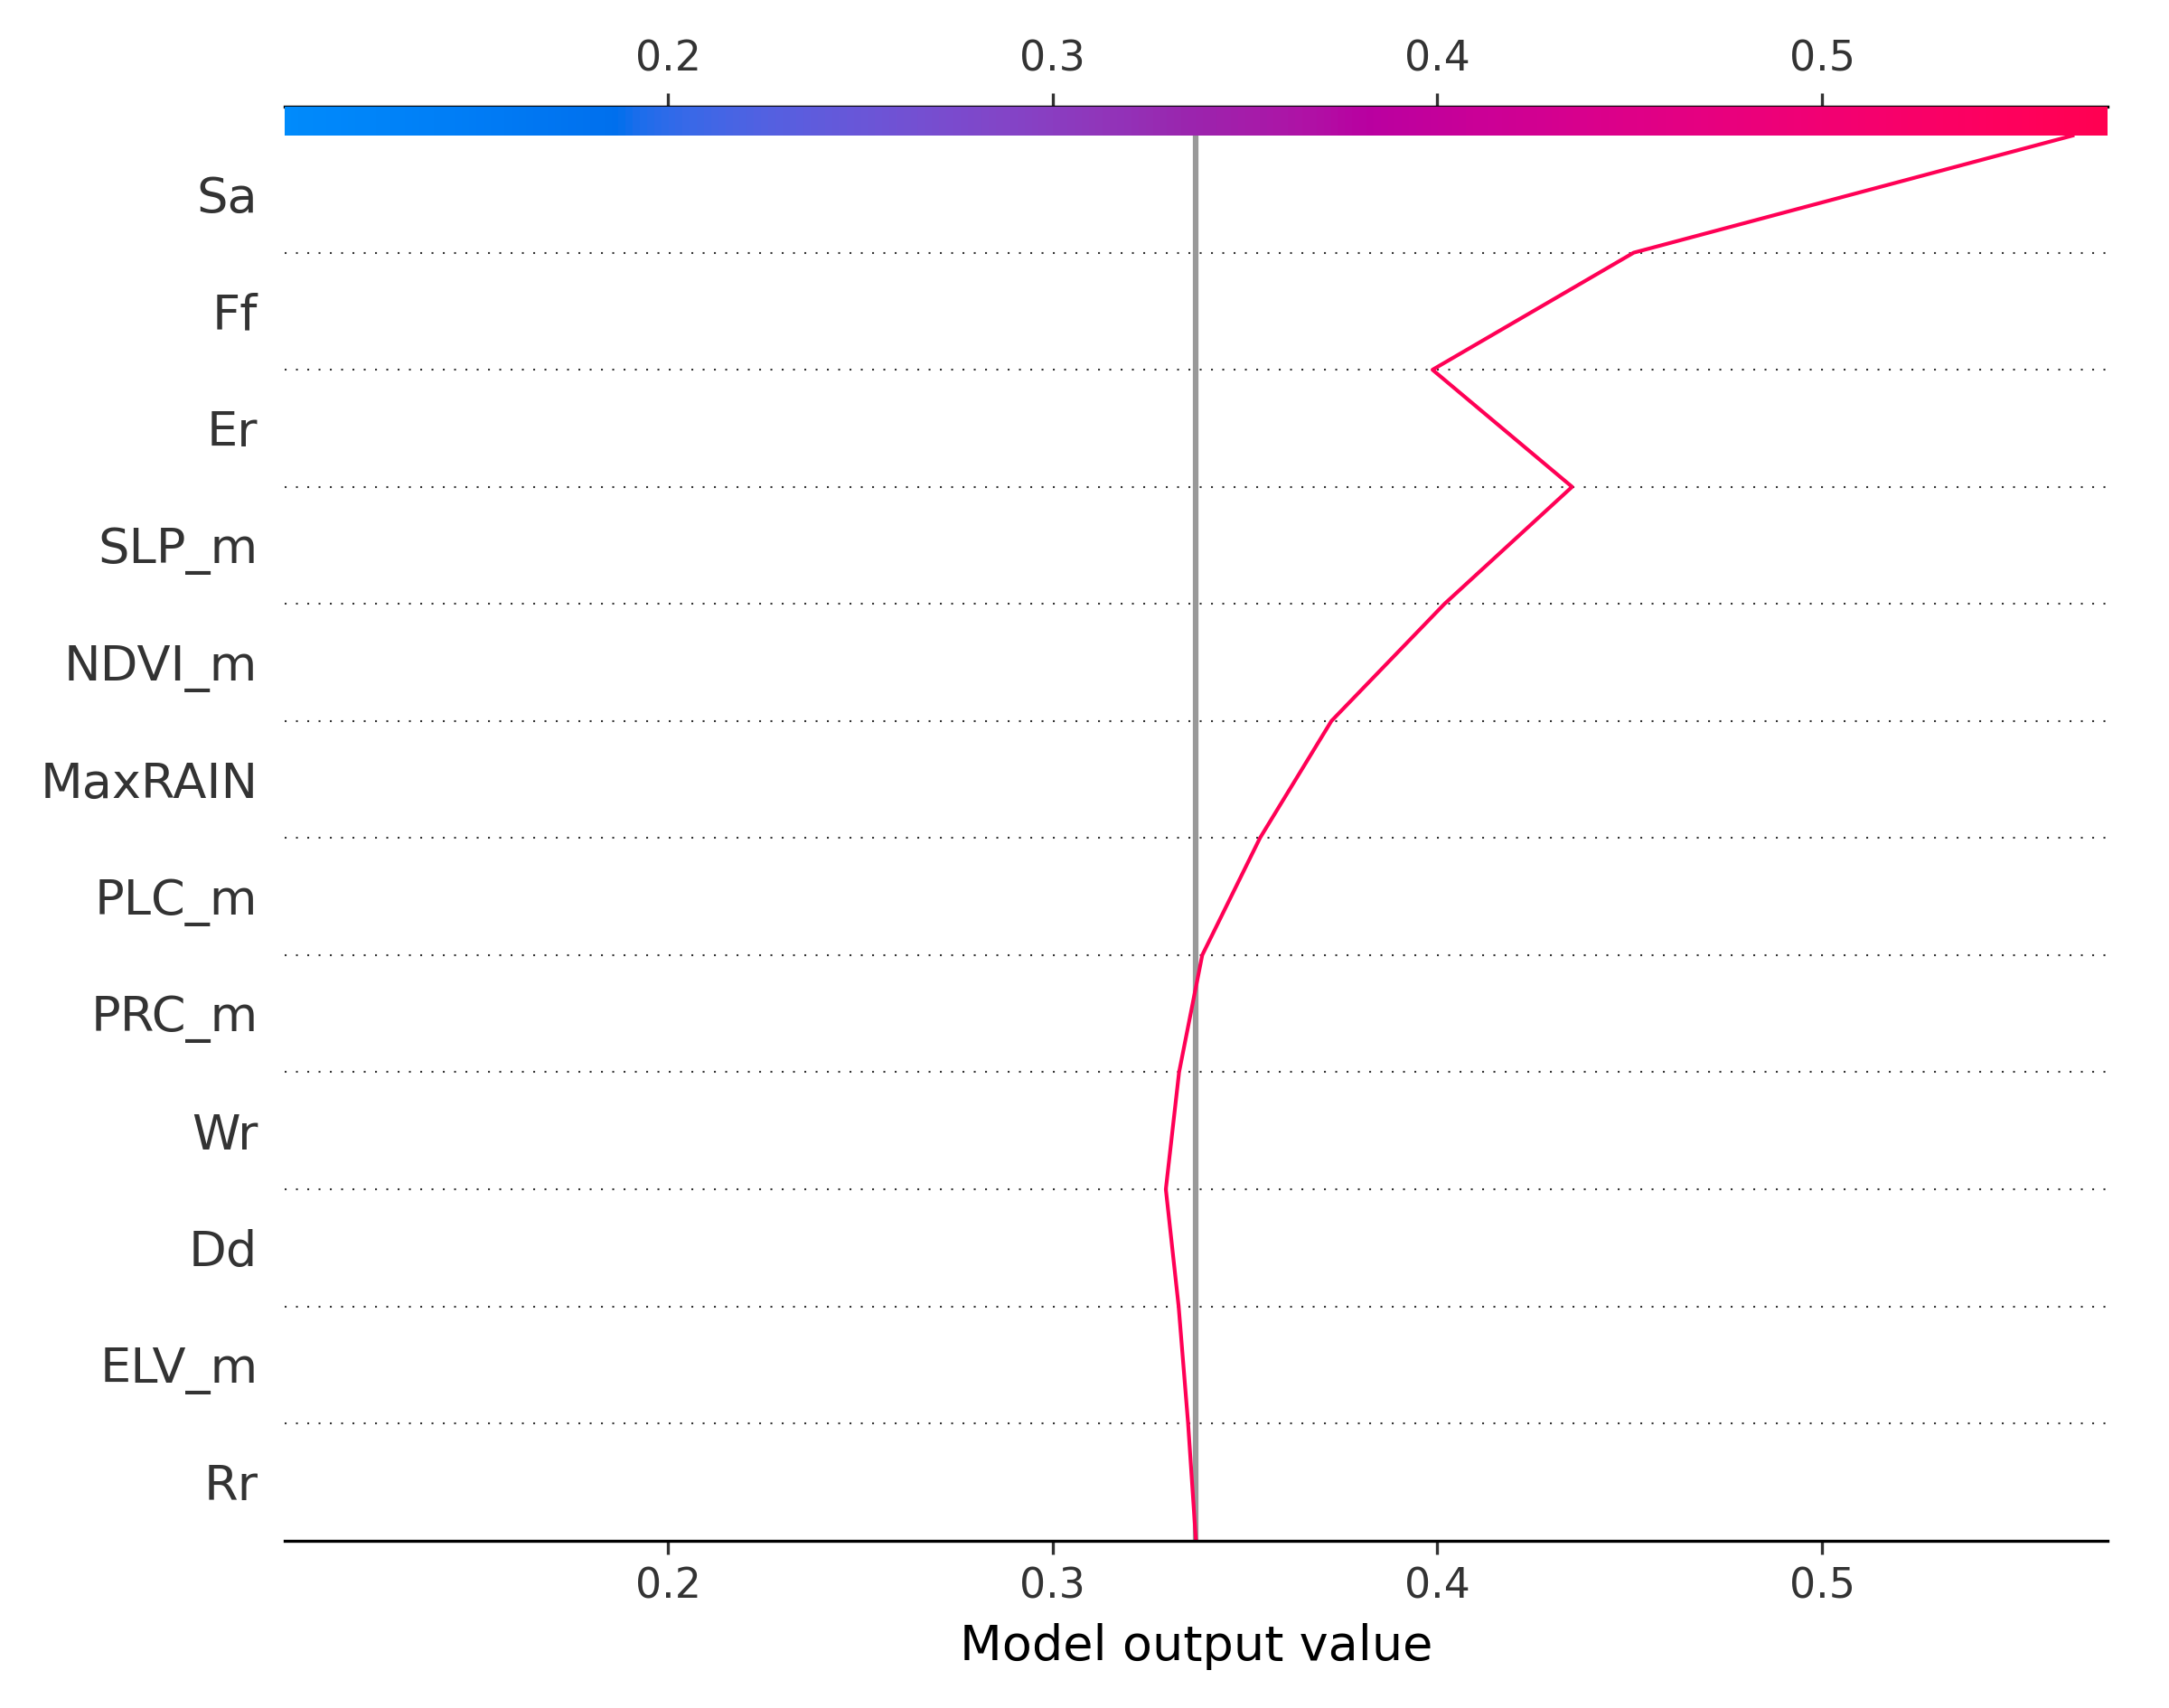 0.2 0.3 0.4 0.5
Sa
Ff
Er
SLP_m
NDVI_m
MaxRAIN
PLC_m
PRC_m
Wr
Dd
ELV_m
Rr
0.2 0.3 0.4 0.5
Model output value